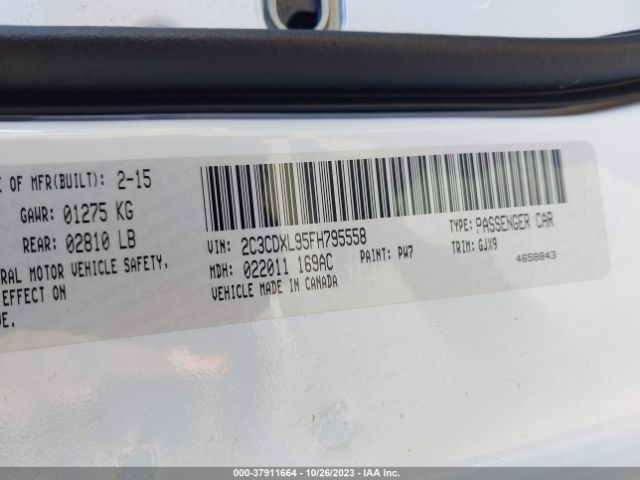 E OF MFR(BUILT): 2-15
GAWR: 01275 KG
REAR: 02810 LB
RAL MOTOR VEHICLE SAFETY,
EFFECT ON
VE.
VIN: 2C3CDXL95FH795558
TYPE: PASSENGER CAR
MDH: 022011 169AC
PAINT: PW7
TRIM: GJX9
VEHICLE MADE IN CANADA
4658843
000-37911664 | 10/26/2023 | IAA Inc.